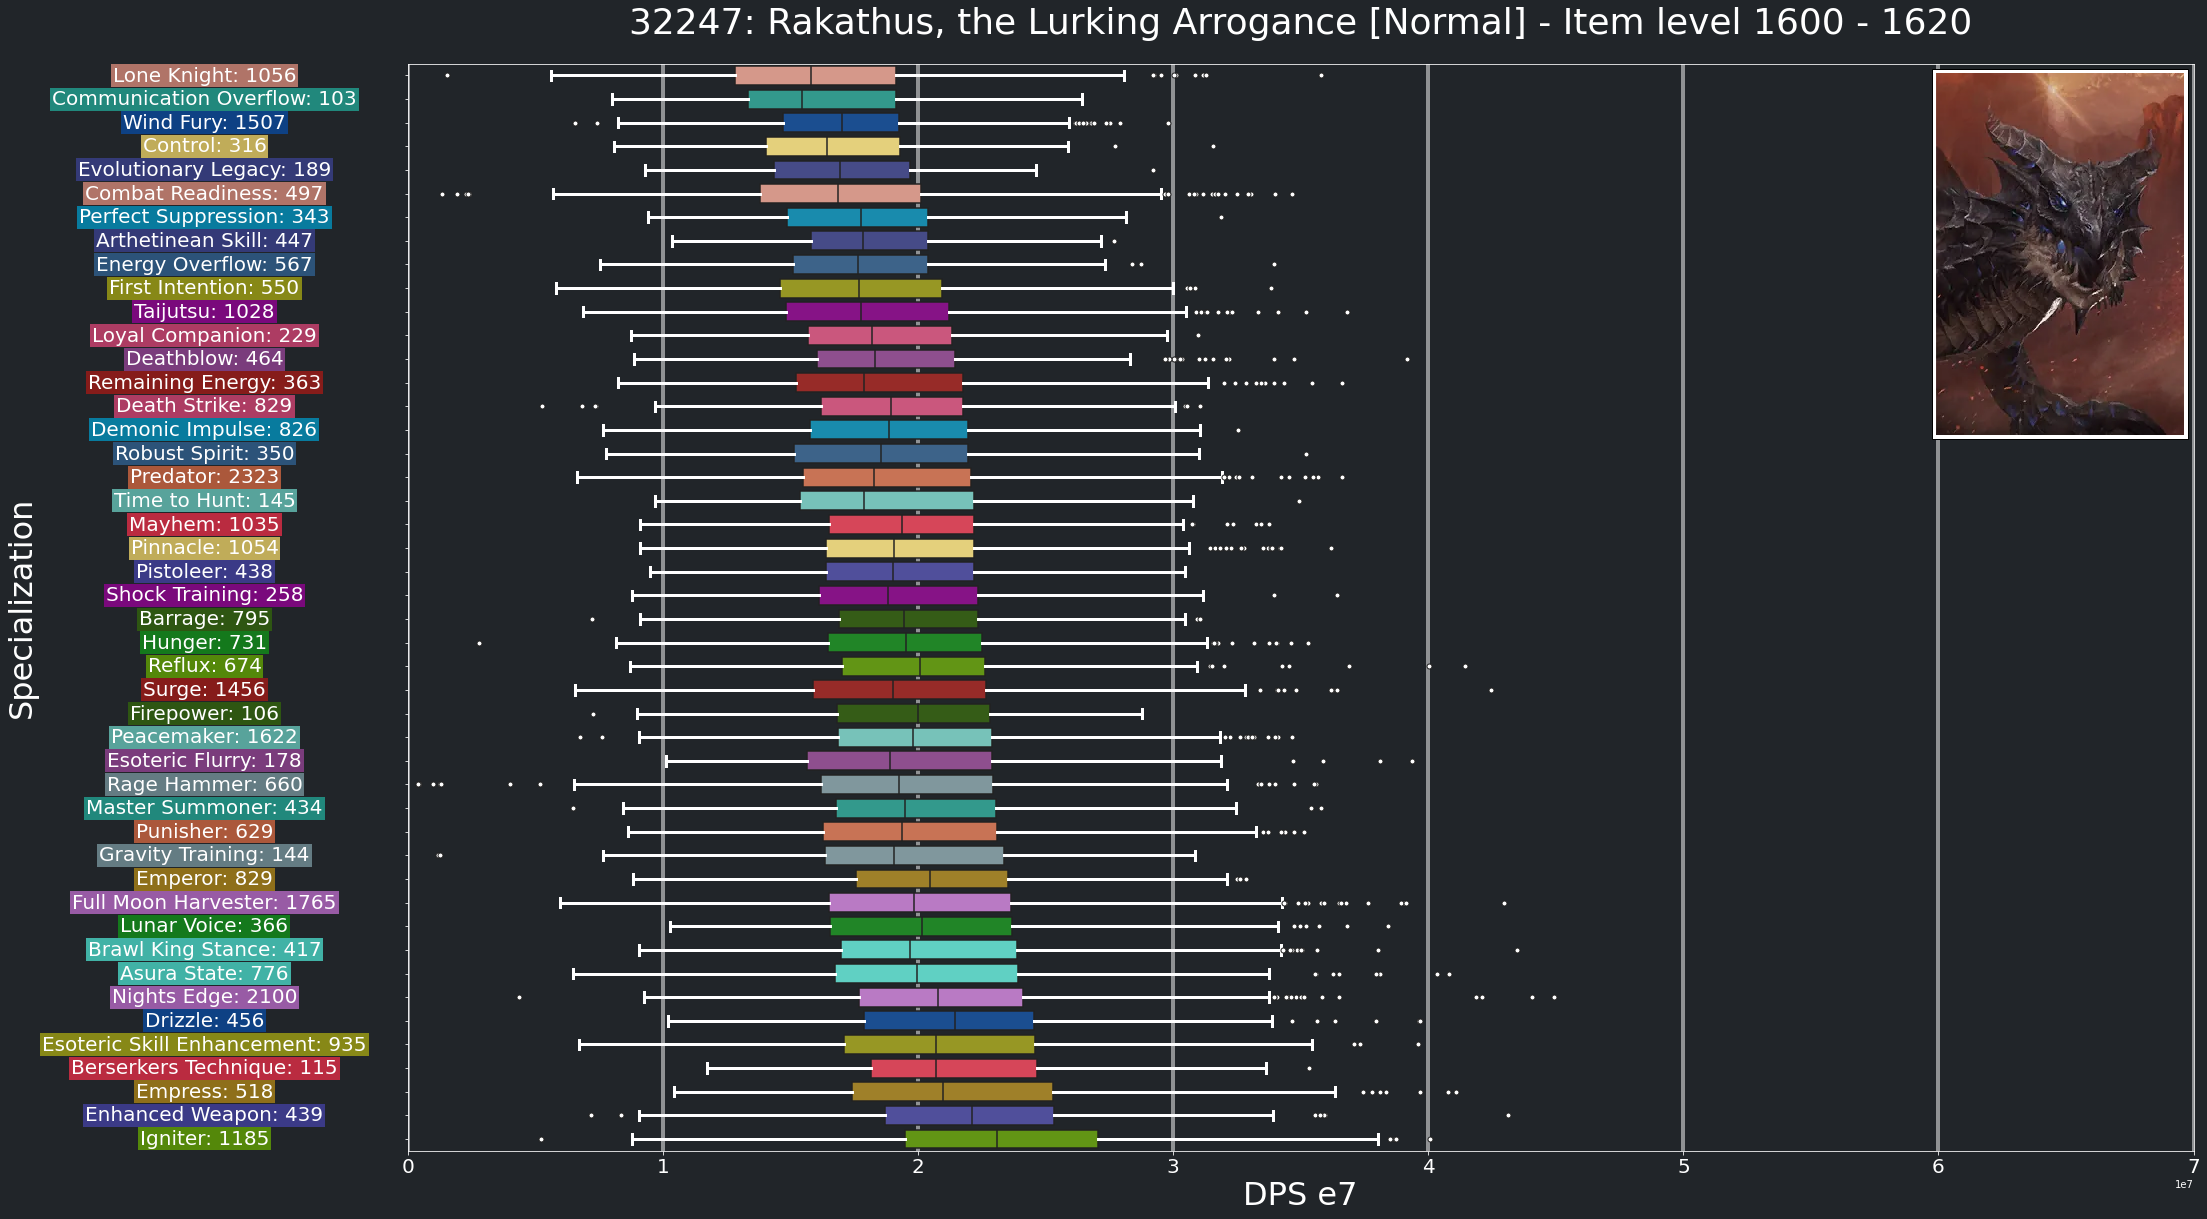 32247: Rakathus, the Lurking Arrogance [Normal] - Item level 1600 - 1620
Specialization
Lone Knight: 1056
Communication Overflow: 103
Wind Fury: 1507
Control: 316
Evolutionary Legacy: 189
Combat Readiness: 497
Perfect Suppression: 343
Arthetinean Skill: 447
Energy Overflow: 567
First Intention: 550
Taijutsu: 1028
Loyal Companion: 229
Deathblow: 464
Remaining Energy: 363
Death Strike: 829
Demonic Impulse: 826
Robust Spirit: 350
Predator: 2323
Time to Hunt: 145
Mayhem: 1035
Pinnacle: 1054
Pistoleer: 438
Shock Training: 258
Barrage: 795
Hunger: 731
Reflux: 674
Surge: 1456
Firepower: 106
Peacemaker: 1622
Esoteric Flurry: 178
Rage Hammer: 660
Master Summoner: 434
Punisher: 629
Gravity Training: 144
Emperor: 829
Full Moon Harvester: 1765
Lunar Voice: 366
Brawl King Stance: 417
Asura State: 776
Nights Edge: 2100
Drizzle: 456
Esoteric Skill Enhancement: 935
Berserkers Technique: 115
Empress: 518
Enhanced Weapon: 439
Igniter: 1185
0 1 2 3 4 5 6 7
1e7
DPS e7